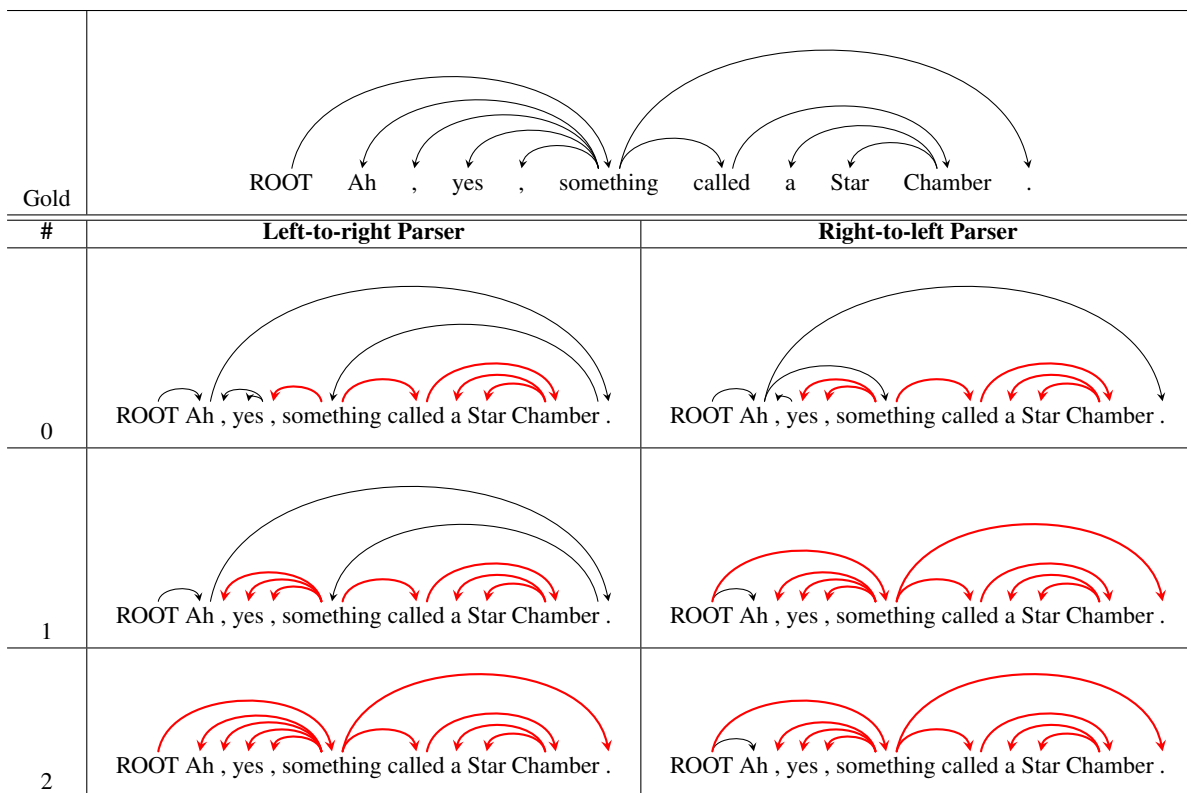 ROOT Ah , yes , something called a Star Chamber .
Gold
# Left-to-right Parser Right-to-left Parser
ROOT Ah , yes , something called a Star Chamber . ROOT Ah , yes , something called a Star Chamber .
0
ROOT Ah , yes , something called a Star Chamber . ROOT Ah , yes , something called a Star Chamber .
1
ROOT Ah , yes , something called a Star Chamber . ROOT Ah , yes , something called a Star Chamber .
2